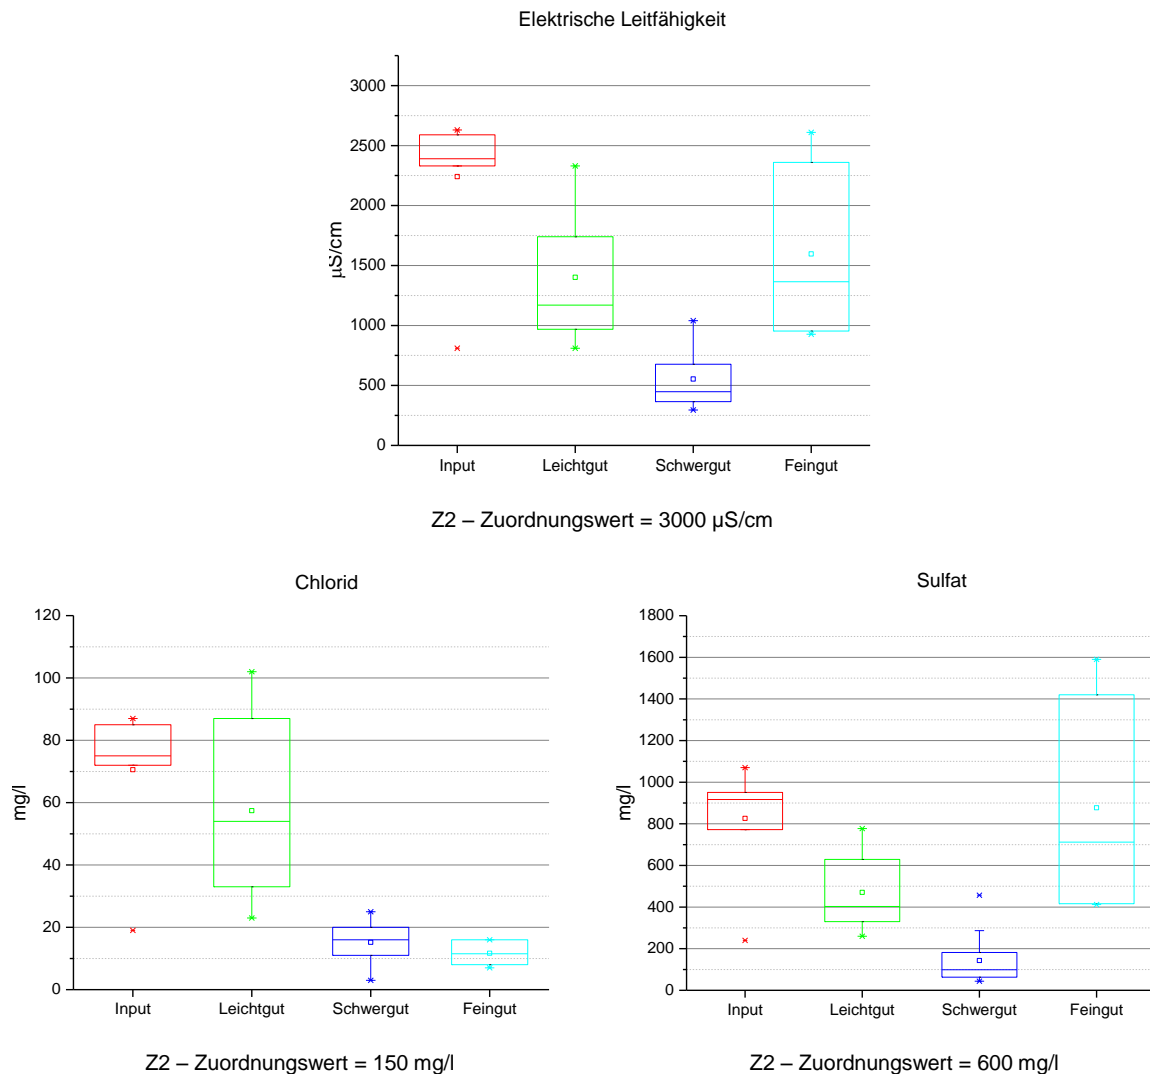 Elektrische Leitfähigkeit
3000
2500
2000
1500
1000
500
0
µS/cm
Input Leichtgut Schwergut Feingut
Z2 – Zuordnungswert = 3000 µS/cm
Chlorid
120
100
80
60
40
20
0
mg/l
Input Leichtgut Schwergut Feingut
Z2 – Zuordnungswert = 150 mg/l
Sulfat
1800
1600
1400
1200
1000
800
600
400
200
0
mg/l
Input Leichtgut Schwergut Feingut
Z2 – Zuordnungswert = 600 mg/l